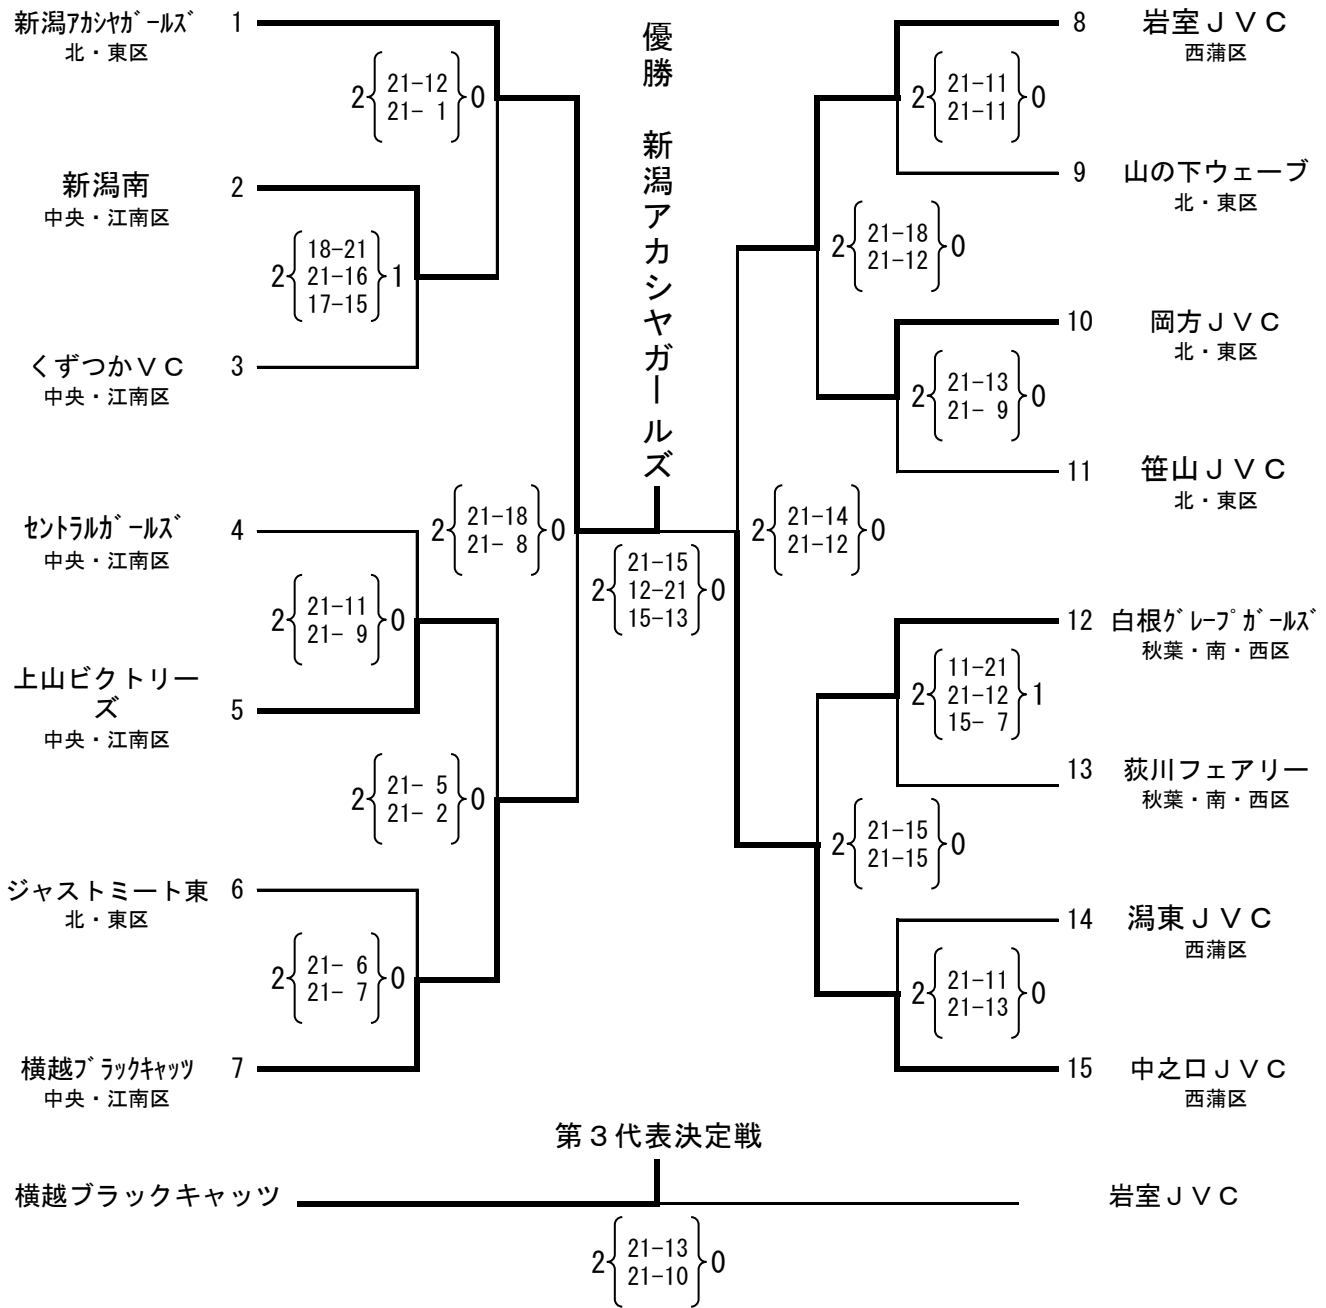 新潟ｱｶｼﾔｶﾞｰﾙｽﾞ 1
北・東区
2 21-12 0
21- 1
新潟南 2
中央・江南区
2 18-21 1
21-16
17-15
くずつかＶＣ 3
中央・江南区
ｾﾝﾄﾗﾙｶﾞｰﾙｽﾞ 4
中央・江南区
2 21-18 0
21- 8
2 21-11 0
21- 9
上山ビクトリー
ズ 5
中央・江南区
2 21- 5 0
21- 2
ジャストミート東 6
北・東区
2 21- 6 0
21- 7
横越ﾌﾞﾗｯｸｷｬｯﾂ 7
中央・江南区
優勝 新潟アカシヤガールズ
2 21-15 0
12-21
15-13
8 岩室ＪＶＣ
西蒲区
2 21-11 0
21-11
9 山の下ウェーブ
北・東区
2 21-18 0
21-12
10 岡方ＪＶＣ
北・東区
2 21-13 0
21- 9
11 笹山ＪＶＣ
北・東区
2 21-14 0
21-12
12 白根ｸﾞﾚｰﾌﾟｶﾞｰﾙｽﾞ
秋葉・南・西区
2 11-21 1
21-12
15- 7
13 荻川フェアリー
秋葉・南・西区
2 21-15 0
21-15
14 潟東ＪＶＣ
西蒲区
2 21-11 0
21-13
15 中之口ＪＶＣ
西蒲区
第３代表決定戦
横越ブラックキャッツ 岩室ＪＶＣ
2 21-13 0
21-10